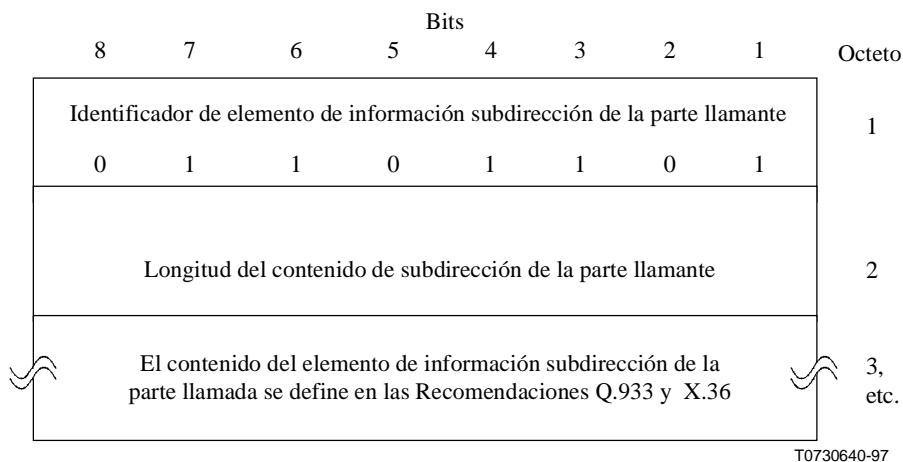 Bits
8 7 6 5 4 3 2 1 Octeto
Identificador de elemento de información subdirección de la parte llamante
1
0 1 1 0 1 1 0 1
Longitud del contenido de subdirección de la parte llamante 2
El contenido del elemento de información subdirección de la 3,
parte llamada se define en las Recomendaciones Q.933 y X.36 etc.
T0730640-97